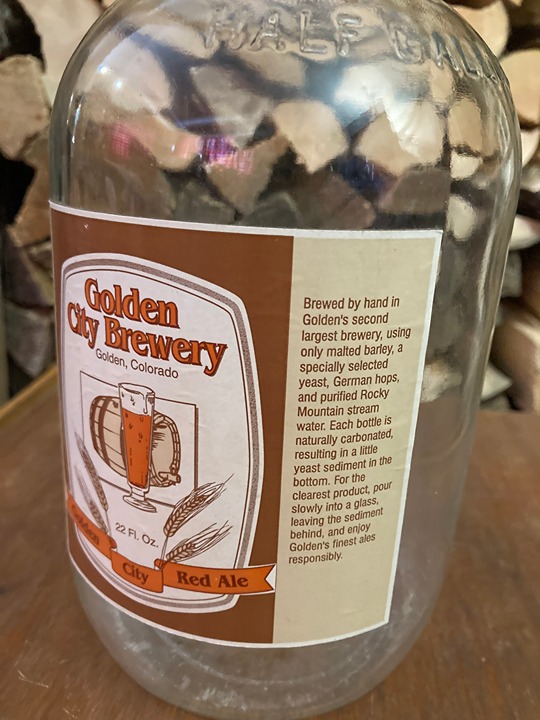 HALF GALL
Golden
City Brewery
Golden, Colorado
22 Fl. Oz.
Golden
City
Red Ale
Brewed by hand in
Golden's second
largest brewery, using
only malted barley, a
specially selected
yeast, German hops,
and purified Rocky
Mountain stream
water. Each bottle is
naturally carbonated,
resulting in a little
yeast sediment in the
bottom. For the
clearest product, pour
slowly into a glass,
leaving the sediment
behind, and enjoy
Golden's finest ales
responsibly.